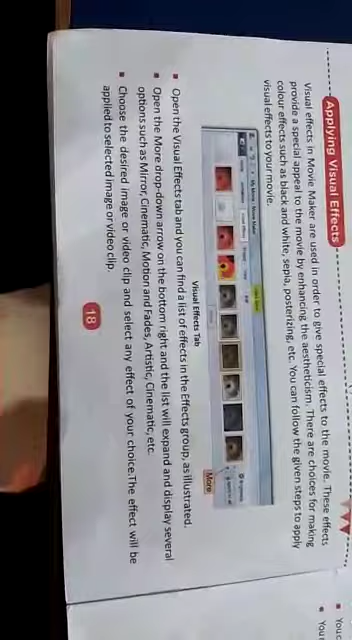 Applying Visual Effects
Visual effects in Movie Maker are used in order to give special effects to the movie. These effects
provide a special appeal to the movie by enhancing the aestheticism. There are choices for making
colour effects such as black and white, sepia, posterizing, etc. You can follow the given steps to apply
visual effects to your movie.
More
Visual Effects Tab
▪ Open the Visual Effects tab and you can find a list of effects in the Effects group, as illustrated.
▪ Open the More drop-down arrow on the bottom right and the list will expand and display several
options such as Mirror, Cinematic, Motion and Fades, Artistic, Cinematic, etc.
▪ Choose the desired image or video clip and select any effect of your choice.The effect will be
applied to selected image or video clip.
18